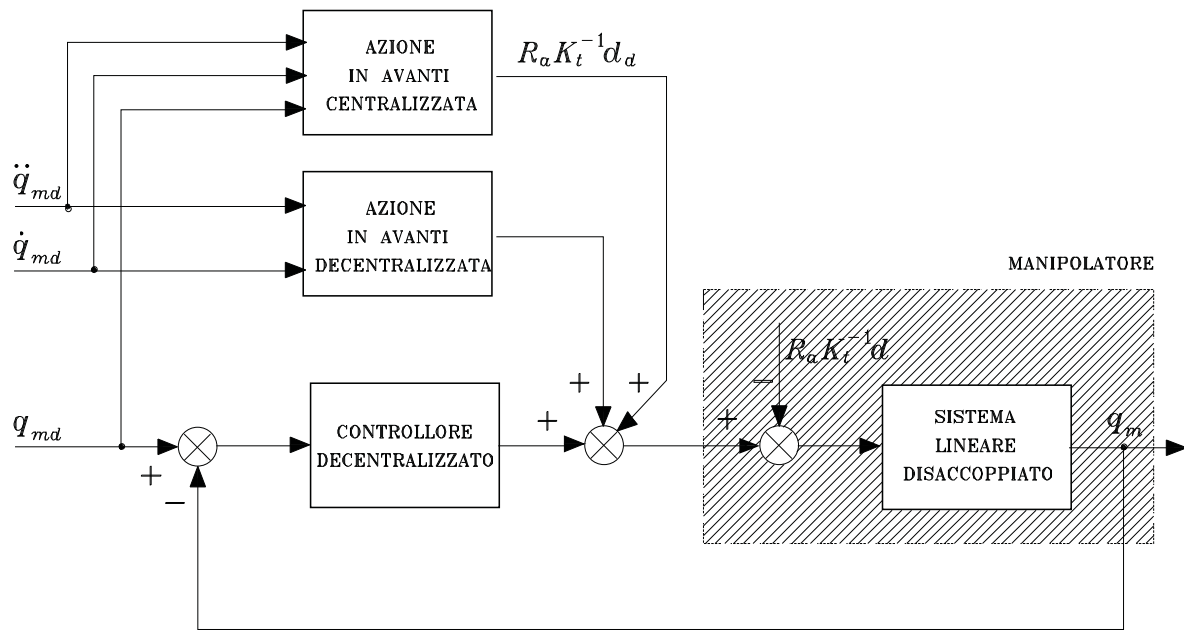 AZIONE
IN AVANTI
CENTRALIZZATA
R_a K_t^{-1} d_d
q̈_md
AZIONE
IN AVANTI
DECENTRALIZZATA
q̇_md
MANIPOLATORE
R_a K_t^{-1} d
−
+ +
q_md
+
−
CONTROLLORE
DECENTRALIZZATO
+
+
SISTEMA
LINEARE
DISACCOPPIATO
q_m